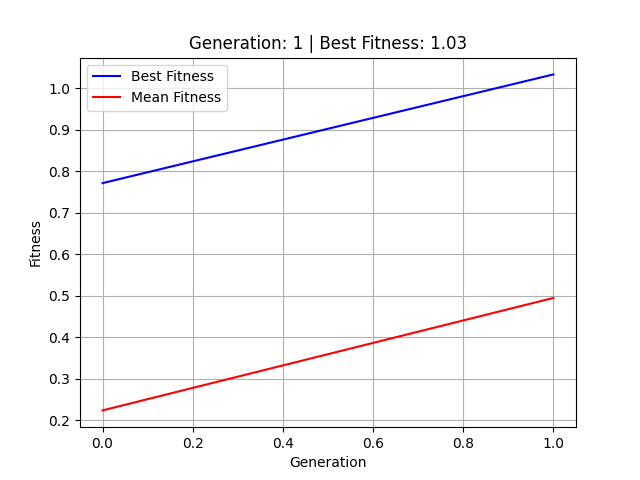 Generation: 1 | Best Fitness: 1.03
Best Fitness
Mean Fitness
Fitness
1.0
0.9
0.8
0.7
0.6
0.5
0.4
0.3
0.2
0.0 0.2 0.4 0.6 0.8 1.0
Generation